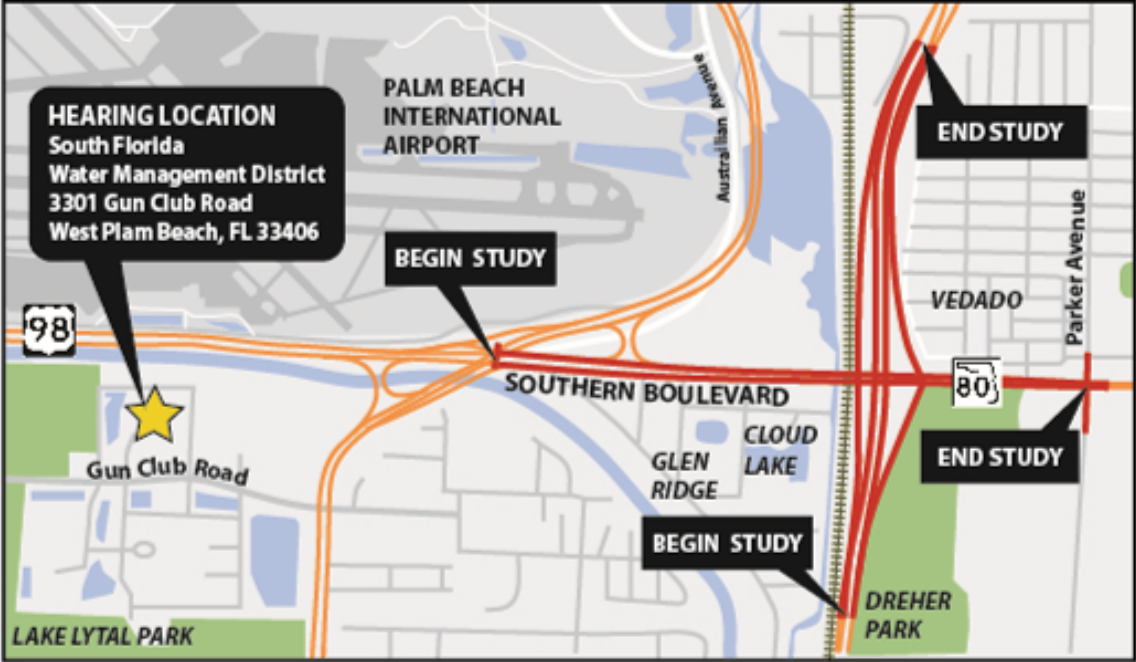 HEARING LOCATION
South Florida
Water Management District
3301 Gun Club Road
West Plam Beach, FL 33406
PALM BEACH
INTERNATIONAL
AIRPORT
Australian Avenue
END STUDY
BEGIN STUDY
Parker Avenue
VEDADO
98
SOUTHERN BOULEVARD
80
Gun Club Road
CLOUD
LAKE
GLEN
RIDGE
END STUDY
BEGIN STUDY
DREHER
PARK
LAKE LYTAL PARK